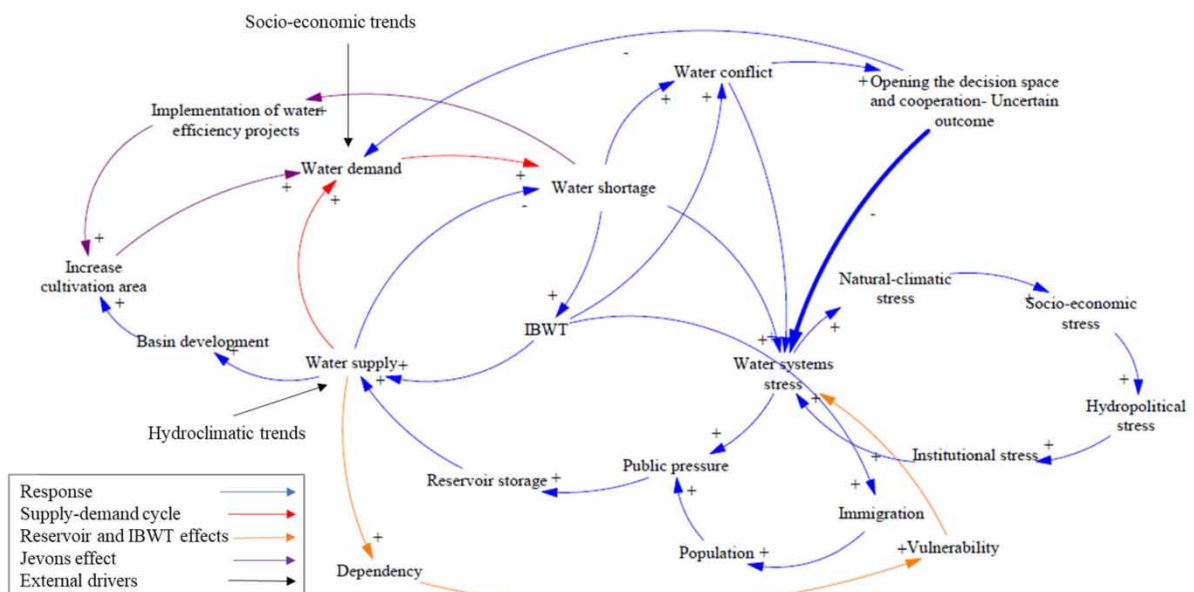 Socio-economic trends
Water conflict
Opening the decision space
and cooperation- Uncertain
outcome
Implementation of water
efficiency projects
Water demand
Water shortage
Increase
cultivation area
Natural-climatic
stress
Socio-economic
stress
IBWT
Basin development
Water supply
Water systems
stress
Hydroclimatic trends
Hydropolitical
stress
Institutional stress
Public pressure
Reservoir storage
Immigration
Population
Vulnerability
Dependency
Response
Supply-demand cycle
Reservoir and IBWT effects
Jevons effect
External drivers